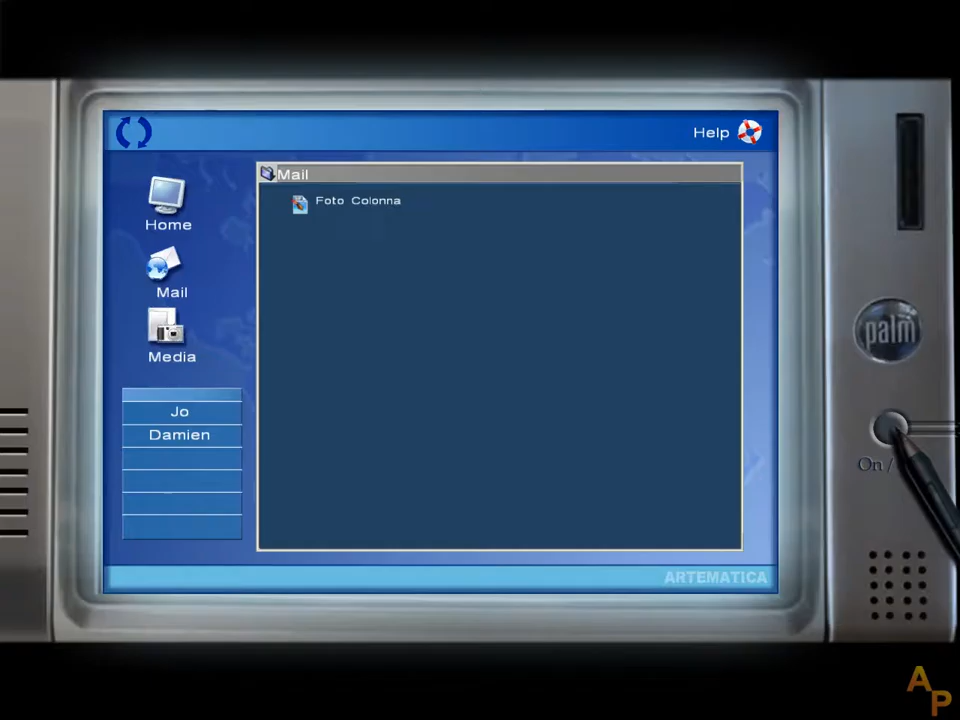 Help
Mail
Foto Colonna
Home
Mail
Media
Jo
Damien
palm
On /
ARTEMATICA
AP